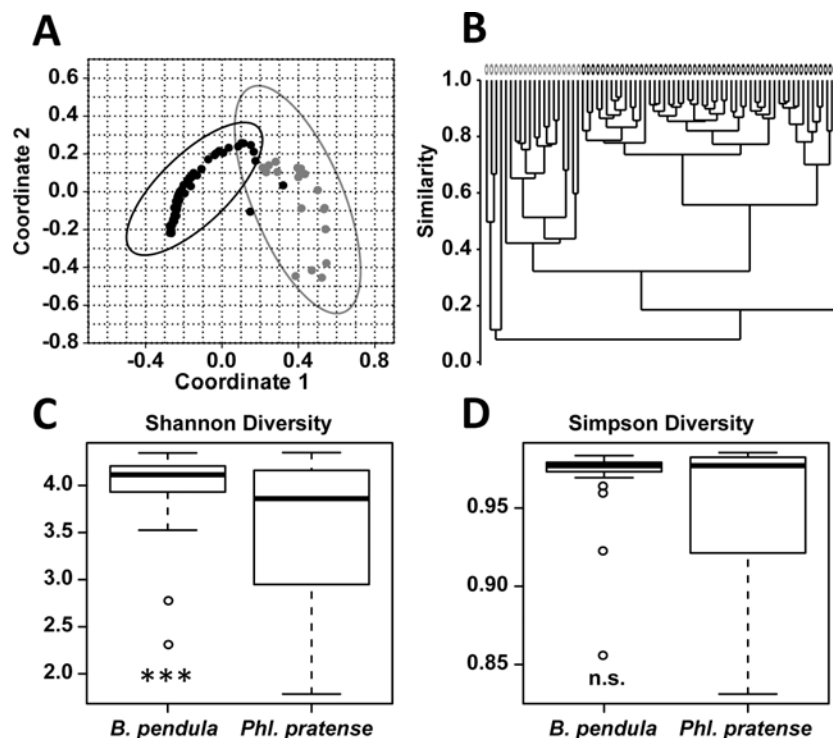 A
Coordinate 2
0.6
0.4
0.2
0.0
-0.2
-0.4
-0.6
-0.8
-0.4 0.0 0.4 0.8
Coordinate 1
B
Similarity
1.0
0.8
0.6
0.4
0.2
0.0
C
Shannon Diversity
4.0
3.5
3.0
2.5
2.0
***
B. pendula Phl. pratense
D
Simpson Diversity
0.95
0.90
0.85
n.s.
B. pendula Phl. pratense